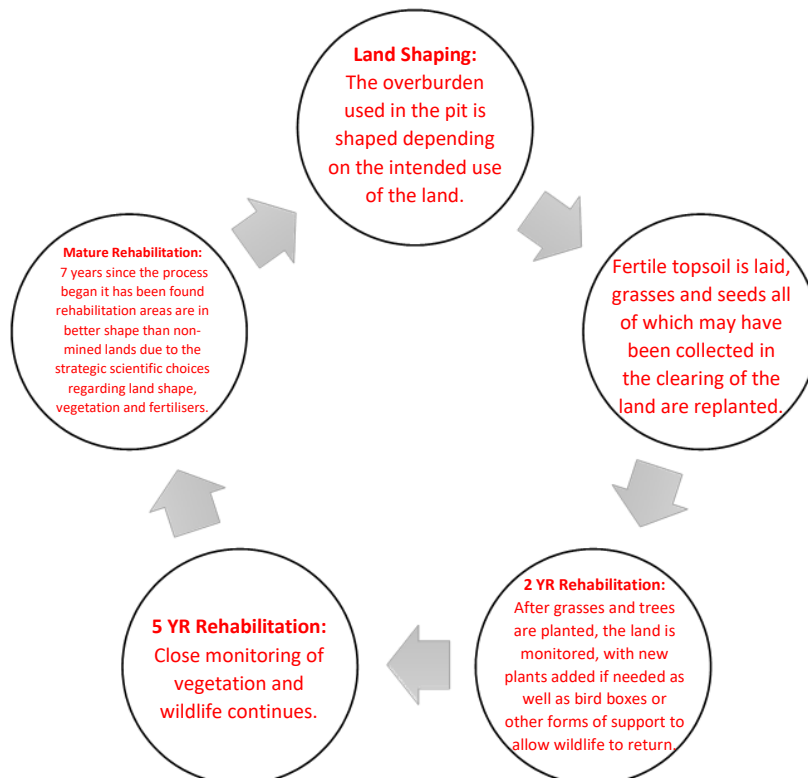 Land Shaping:
The overburden
used in the pit is
shaped depending
on the intended use
of the land.
Fertile topsoil is laid,
grasses and seeds all
of which may have
been collected in
the clearing of the
land are replanted.
2 YR Rehabilitation:
After grasses and trees
are planted, the land is
monitored, with new
plants added if needed as
well as bird boxes or
other forms of support to
allow wildlife to return.
5 YR Rehabilitation:
Close monitoring of
vegetation and
wildlife continues.
Mature Rehabilitation:
7 years since the process
began it has been found
rehabilitation areas are in
better shape than non-
mined lands due to the
strategic scientific choices
regarding land shape,
vegetation and fertilisers.